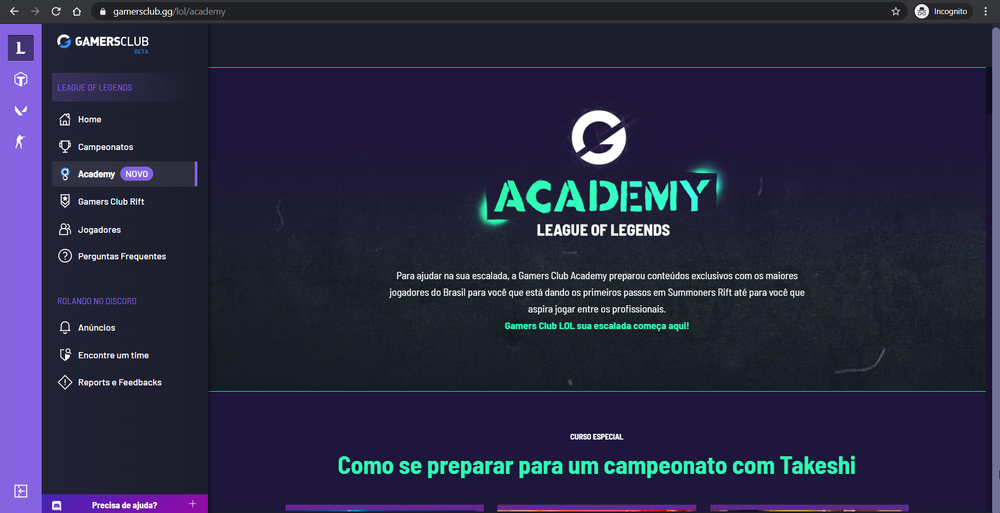 gamersclub.gg/lol/academy
Incognito
L
GAMERSCLUB
BETA
LEAGUE OF LEGENDS
Home
Campeonatos
Academy NOVO
Gamers Club Rift
Jogadores
Perguntas Frequentes
ROLANDO NO DISCORD
Anúncios
Encontre um time
Reports e Feedbacks
Precisa de ajuda? +
ACADEMY
LEAGUE OF LEGENDS
Para ajudar na sua escalada, a Gamers Club Academy preparou conteúdos exclusivos com os maiores
jogadores do Brasil para você que está dando os primeiros passos em Summoners Rift até para você que
aspira jogar entre os profissionais.
Gamers Club LOL sua escalada começa aqui!
CURSO ESPECIAL
Como se preparar para um campeonato com Takeshi